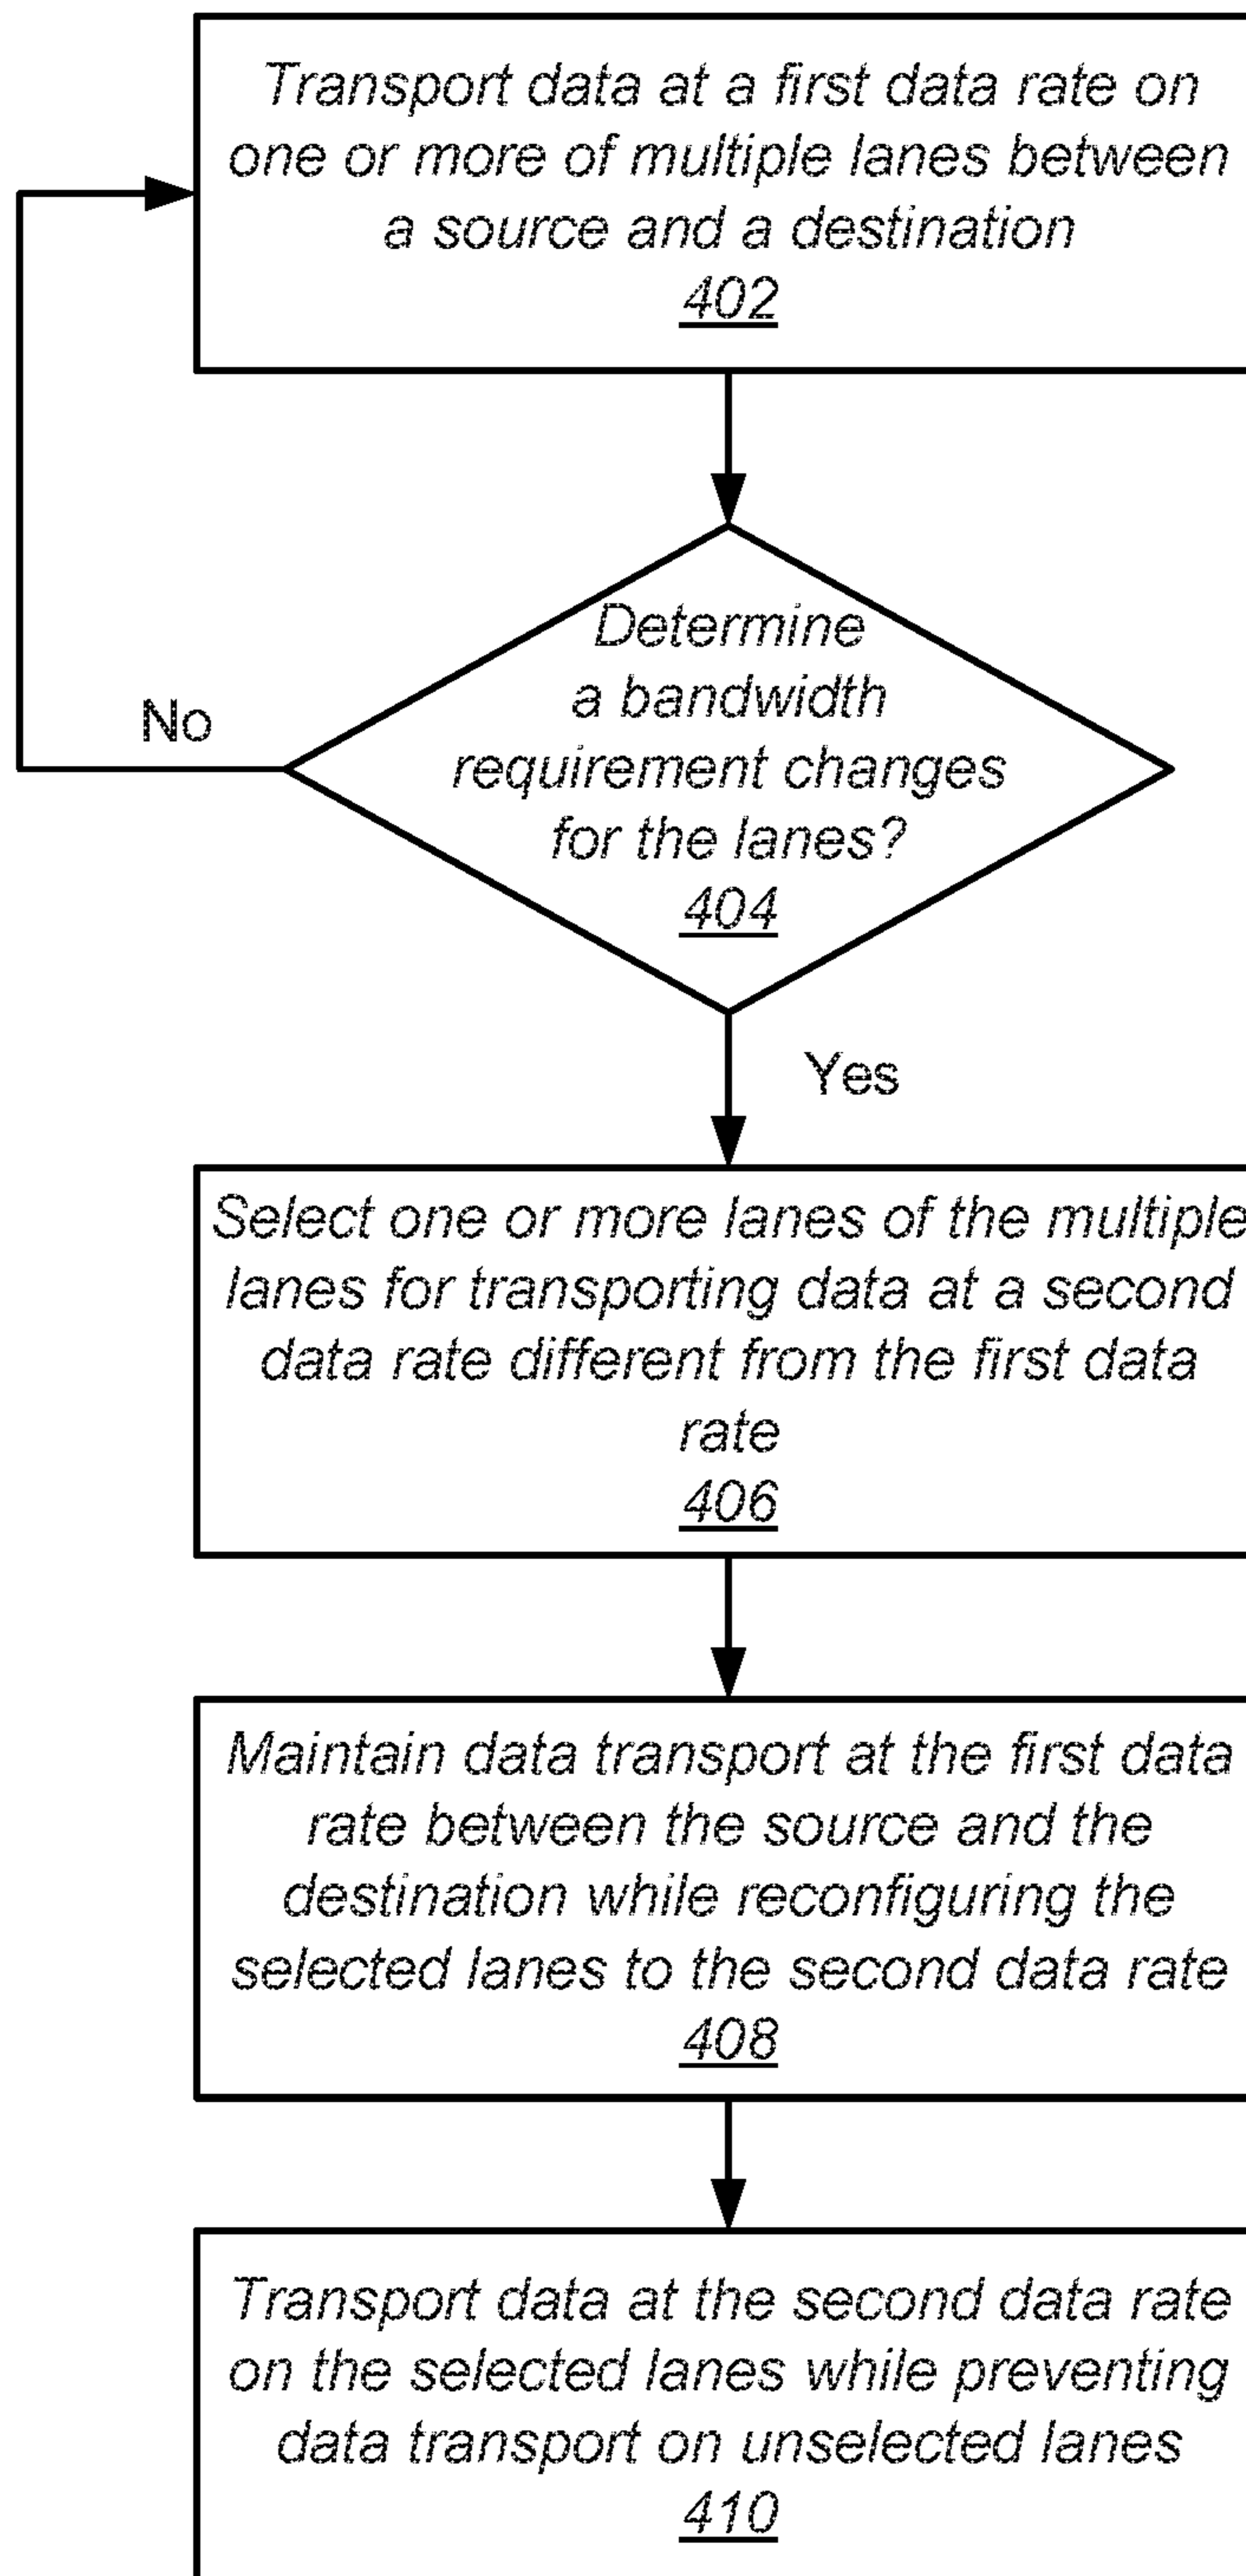 Transport data at a first data rate on
one or more of multiple lanes between
a source and a destination
402
Determine
a bandwidth
requirement changes
for the lanes?
404
No
Yes
Select one or more lanes of the multiple
lanes for transporting data at a second
data rate different from the first data
rate
406
Maintain data transport at the first data
rate between the source and the
destination while reconfiguring the
selected lanes to the second data rate
408
Transport data at the second data rate
on the selected lanes while preventing
data transport on unselected lanes
410